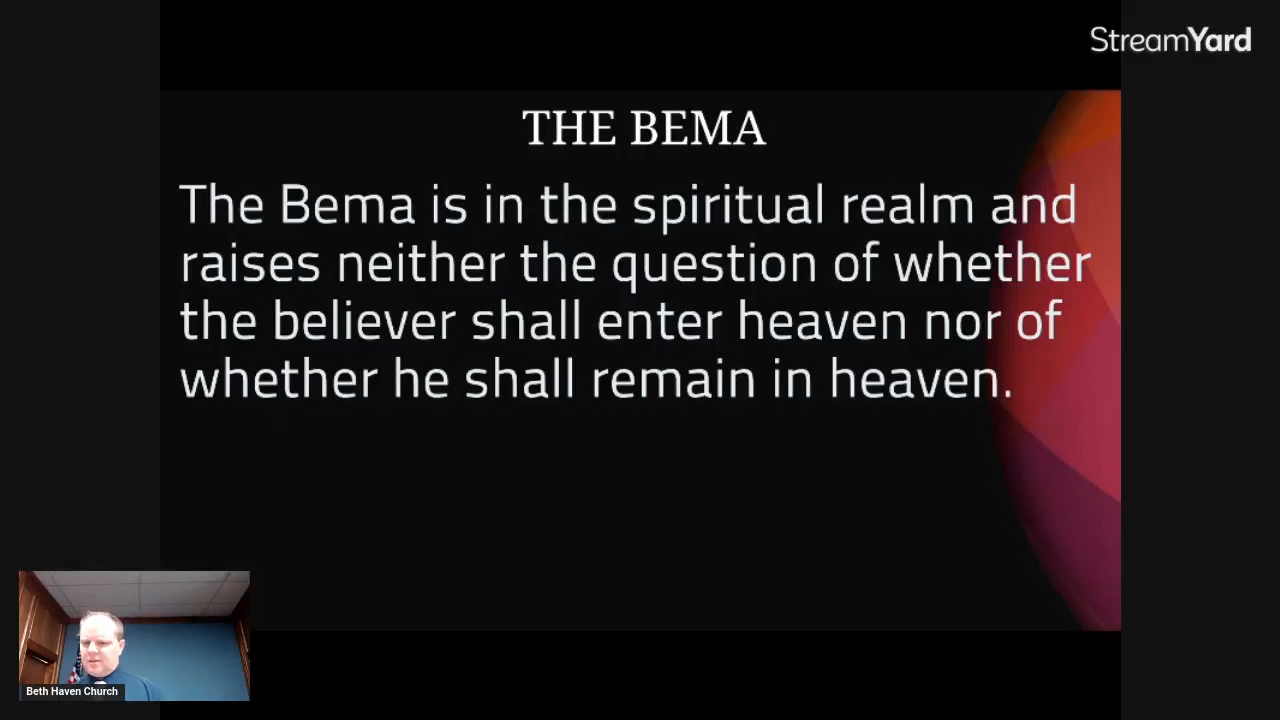 StreamYard
THE BEMA
The Bema is in the spiritual realm and
raises neither the question of whether
the believer shall enter heaven nor of
whether he shall remain in heaven.
Beth Haven Church